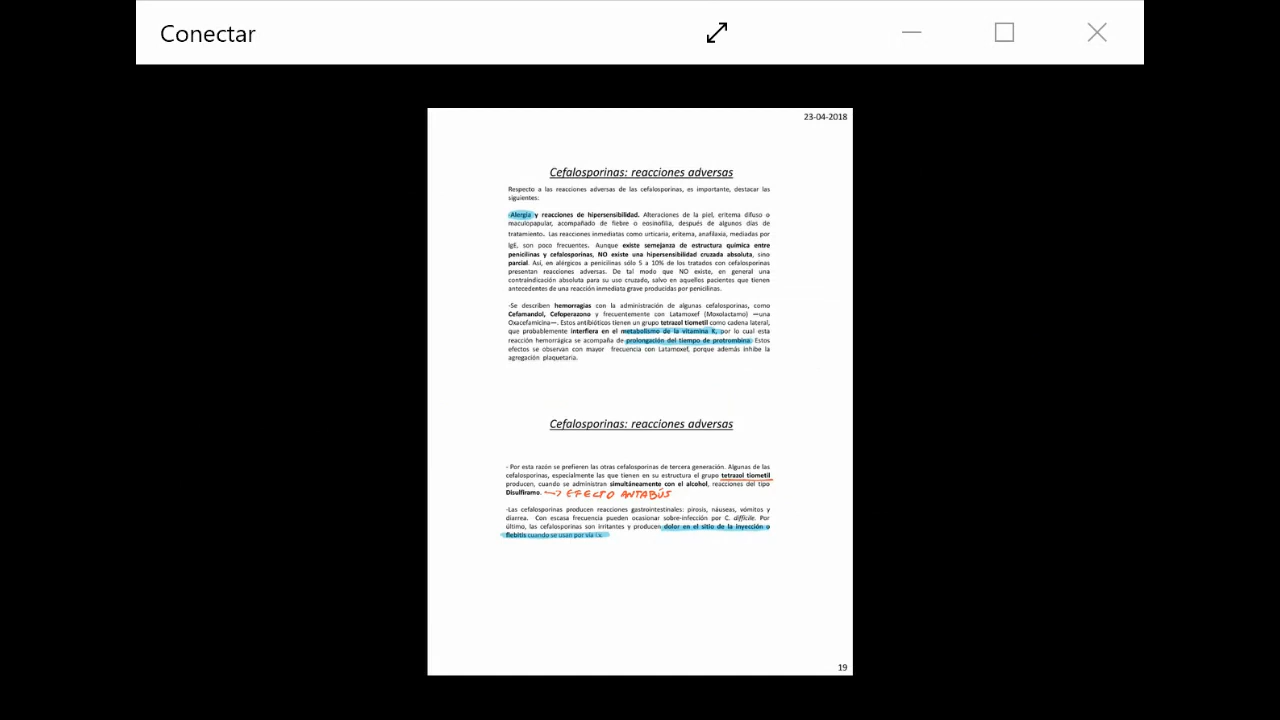 Conectar
23-04-2018
Cefalosporinas: reacciones adversas
Respecto a las reacciones adversas de las cefalosporinas, es importante, destacar las
siguientes:
-Alergia y reacciones de hipersensibilidad. Alteraciones de la piel, eritema difuso o
maculopapular, acompañado de fiebre o eosinofilia, después de algunos días de
tratamiento. Las reacciones inmediatas como urticaria, eritema, anafilaxia, mediadas por
IgE, son poco frecuentes. Aunque existe semejanza de estructura química entre
penicilinas y cefalosporinas, NO existe una hipersensibilidad cruzada absoluta, sino
parcial. Así, en alérgicos a penicilinas sólo 5 a 10% de los tratados con cefalosporinas
presentan reacciones adversas. De tal modo que NO existe, en general una
contraindicación absoluta para su uso cruzado, salvo en aquellos pacientes que tienen
antecedentes de una reacción inmediata grave producidas por penicilinas.
-Se describen hemorragias con la administración de algunas cefalosporinas, como
Cefamandol, Cefoperazono y frecuentemente con Latamoxef (Moxolactamo) —una
Oxacefamicina—. Estos antibióticos tienen un grupo tetrazol tiometil como cadena lateral,
que probablemente interfiera en el metabolismo de la vitamina K, por lo cual esta
reacción hemorrágica se acompaña de prolongación del tiempo de protrombina. Estos
efectos se observan con mayor frecuencia con Latamoxef, porque además inhibe la
agregación plaquetaria.
Cefalosporinas: reacciones adversas
- Por esta razón se prefieren las otras cefalosporinas de tercera generación. Algunas de las
cefalosporinas, especialmente las que tienen en su estructura el grupo tetrazol tiometil
producen, cuando se administran simultáneamente con el alcohol, reacciones del tipo
Disulfiramo. → EFECTO ANTABÚS
-Las cefalosporinas producen reacciones gastrointestinales: pirosis, náuseas, vómitos y
diarrea. Con escasa frecuencia pueden ocasionar sobre-infección por C. difficile. Por
último, las cefalosporinas son irritantes y producen dolor en el sitio de la inyección o
flebitis cuando se usan por vía i.v.
19